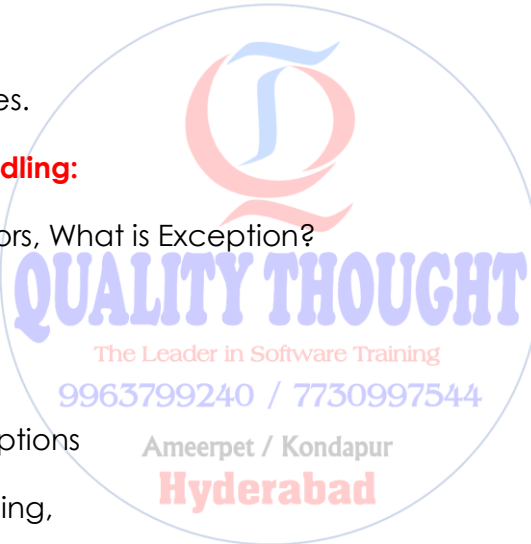 es.
dling:
ors, What is Exception?
QUALITY THOUGHT
The Leader in Software Training
9963799240 / 7730997544
ptions
Ameerpet / Kondapur
Hyderabad
ing,